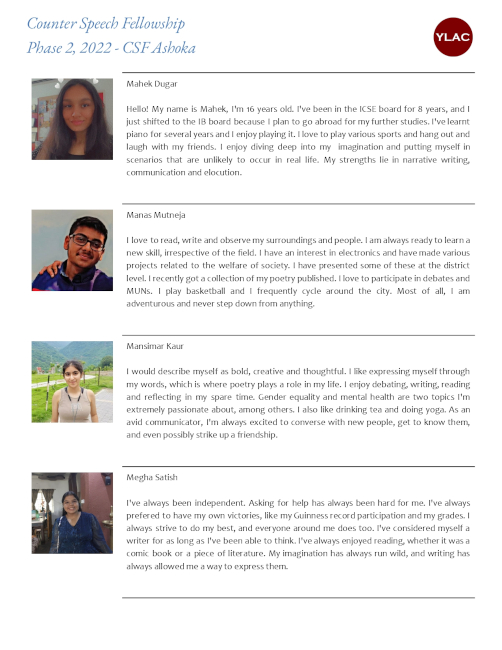 Counter Speech Fellowship
Phase 2, 2022 - CSF Ashoka
YLAC
Mahek Dugar
Hello! My name is Mahek, I'm 16 years old. I've been in the ICSE board for 8 years, and I
just shifted to the IB board because I plan to go abroad for my further studies. I've learnt
piano for several years and I enjoy playing it. I love to play various sports and hang out and
laugh with my friends. I enjoy diving deep into my imagination and putting myself in
scenarios that are unlikely to occur in real life. My strengths lie in narrative writing,
communication and elocution.
Manas Mutneja
I love to read, write and observe my surroundings and people. I am always ready to learn a
new skill, irrespective of the field. I have an interest in electronics and have made various
projects related to the welfare of society. I have presented some of these at the district
level. I recently got a collection of my poetry published. I love to participate in debates and
MUNs. I play basketball and I frequently cycle around the city. Most of all, I am
adventurous and never step down from anything.
Mansimar Kaur
I would describe myself as bold, creative and thoughtful. I like expressing myself through
my words, which is where poetry plays a role in my life. I enjoy debating, writing, reading
and reflecting in my spare time. Gender equality and mental health are two topics I'm
extremely passionate about, among others. I also like drinking tea and doing yoga. As an
avid communicator, I'm always excited to converse with new people, get to know them,
and even possibly strike up a friendship.
Megha Satish
I've always been independent. Asking for help has always been hard for me. I've always
prefered to have my own victories, like my Guinness record participation and my grades. I
always strive to do my best, and everyone around me does too. I've considered myself a
writer for as long as I've been able to think. I've always enjoyed reading, whether it was a
comic book or a piece of literature. My imagination has always run wild, and writing has
always allowed me a way to express them.